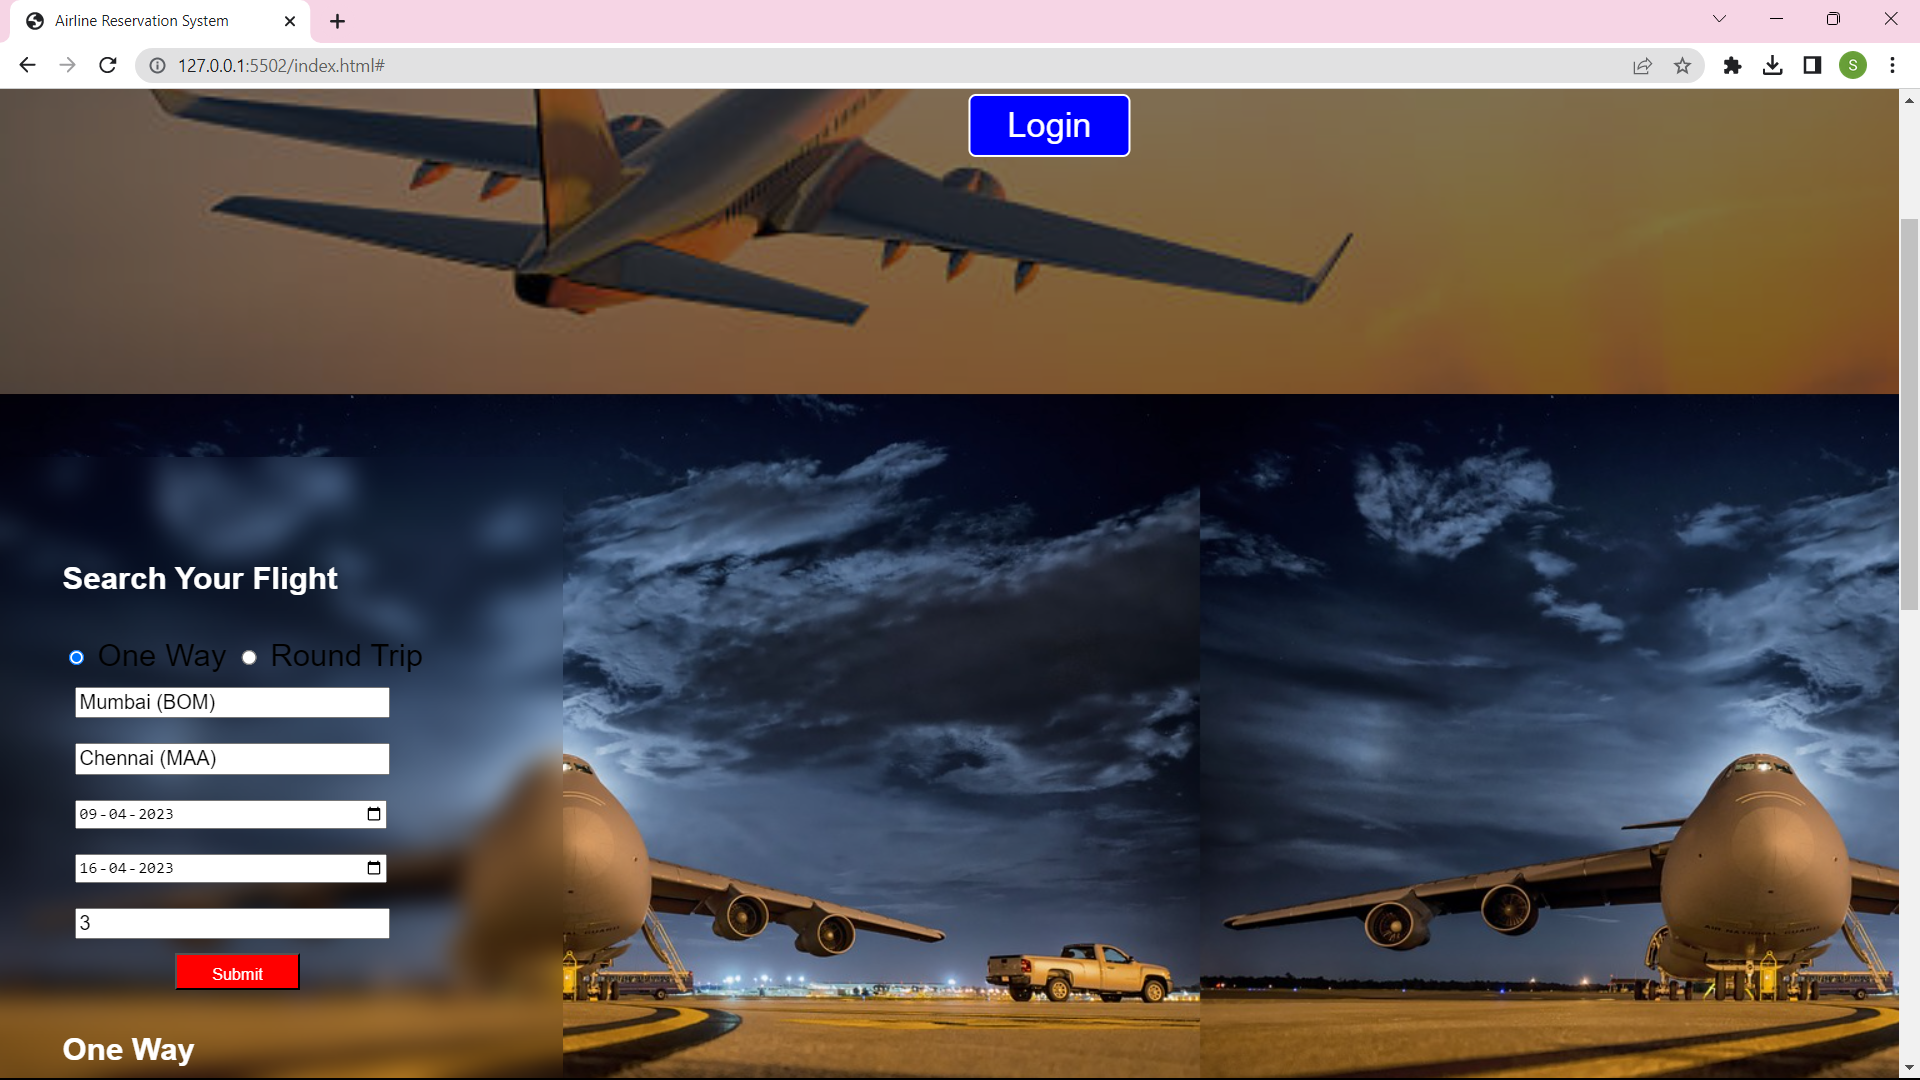 Airline Reservation System
127.0.0.1:5502/index.html#
S
Login
Search Your Flight
One Way Round Trip
Mumbai (BOM)
Chennai (MAA)
09-04-2023
16-04-2023
3
Submit
One Way